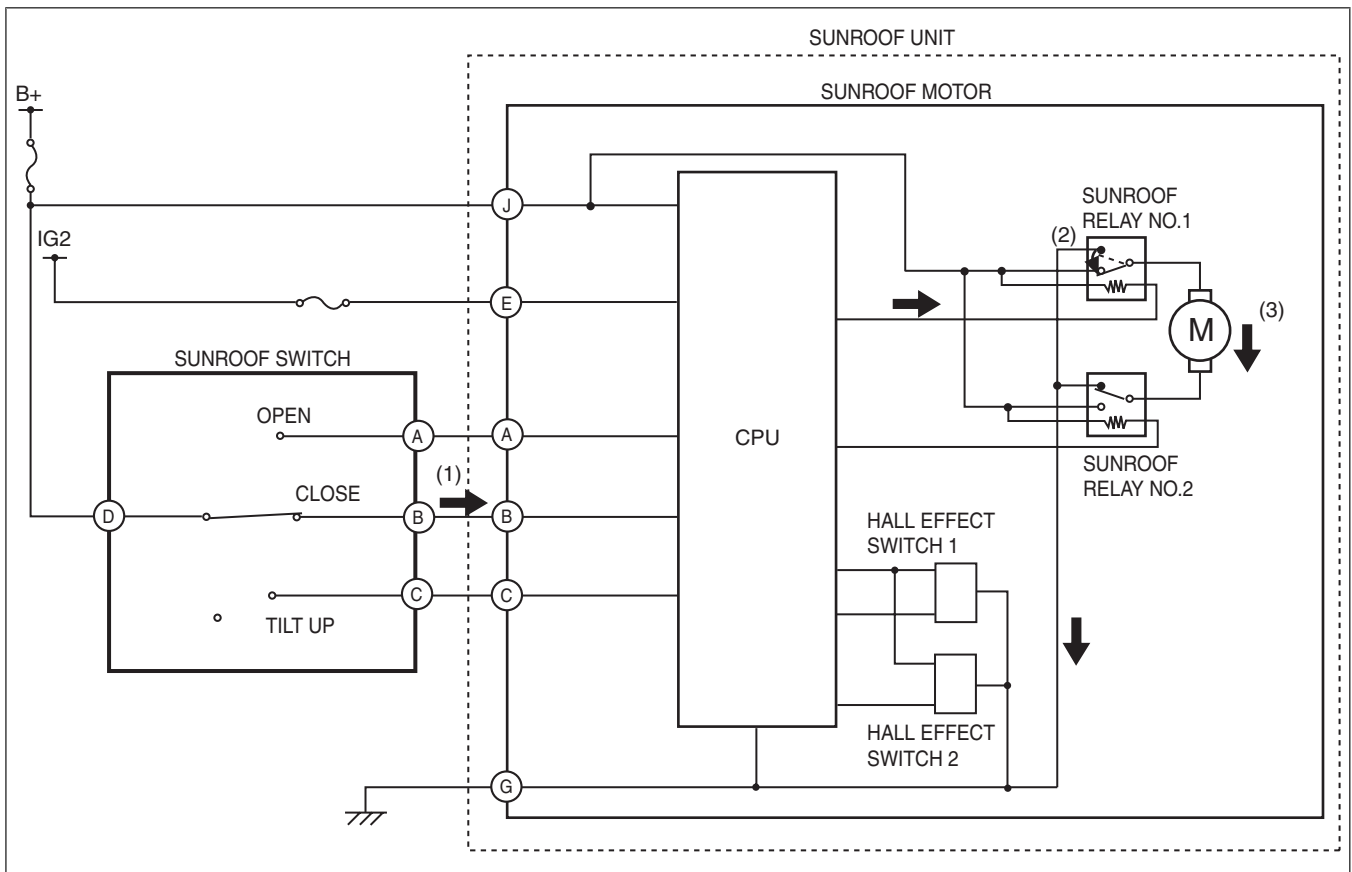 SUNROOF UNIT
SUNROOF MOTOR
B+
J
SUNROOF
RELAY NO.1
(2)
IG2
E
(3)
M
SUNROOF SWITCH
OPEN
A
A
CPU
(1)
SUNROOF
RELAY NO.2
CLOSE
D
B
B
HALL EFFECT
SWITCH 1
C
C
TILT UP
HALL EFFECT
SWITCH 2
G